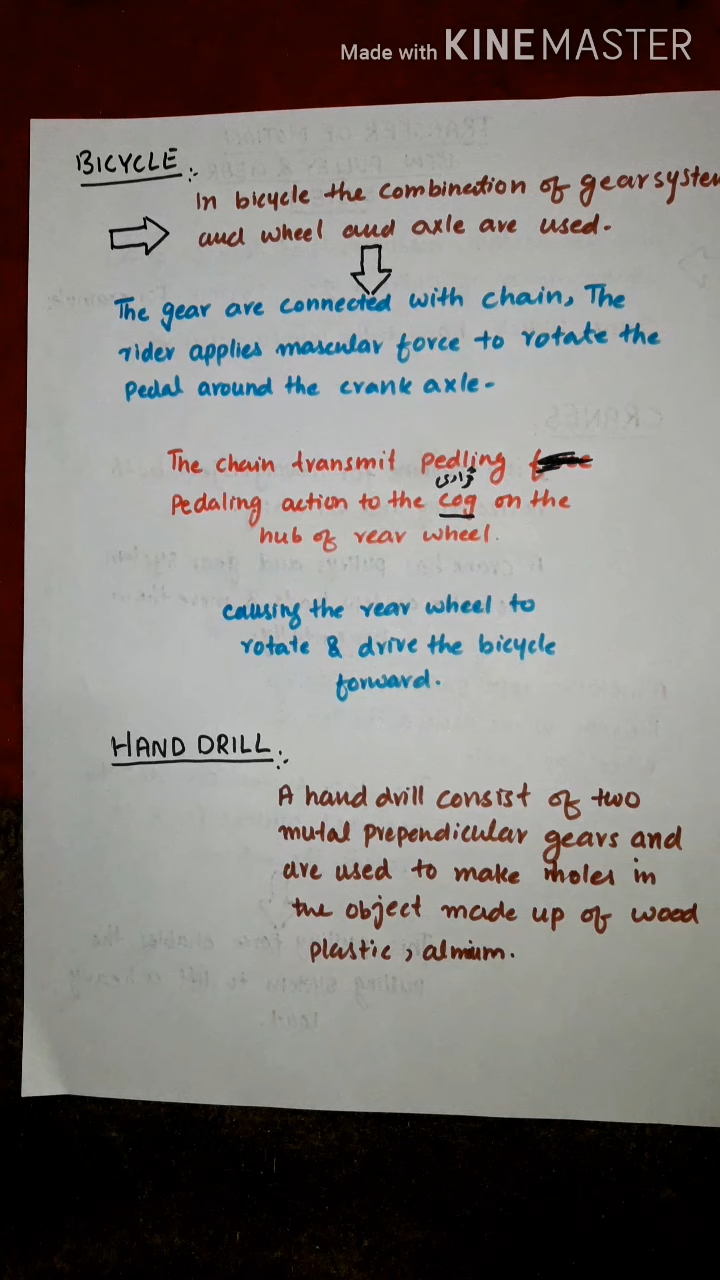 Made with KINEMASTER
BICYCLE :-
In bicycle the combination of gear system
and wheel and axle are used.
The gear are connected with chain, The
rider applies mascular force to rotate the
pedal around the crank axle-
The chain transmit pedling
Pedaling action to the cog on the
hub of rear wheel.
causing the rear wheel to
rotate & drive the bicycle
forward.
HAND DRILL :-
A hand drill consist of two
mutal prependicular gears and
are used to make holes in
the object made up of wood
plastic, almium.